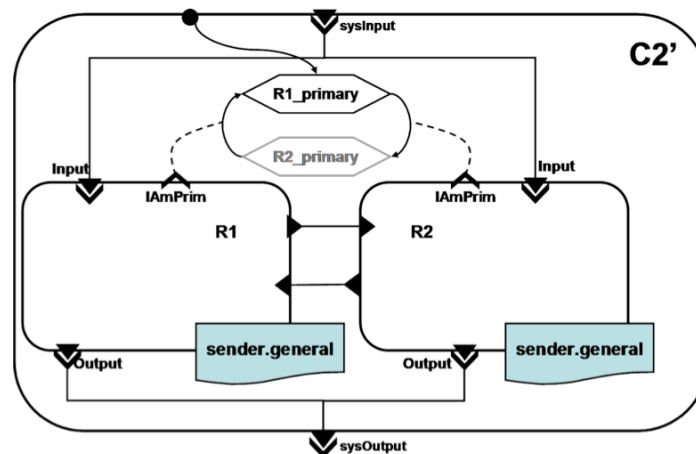 sysInput
C2’
R1_primary
R2_primary
Input
Input
IAmPrim
IAmPrim
R1
R2
sender.general
sender.general
Output
Output
sysOutput